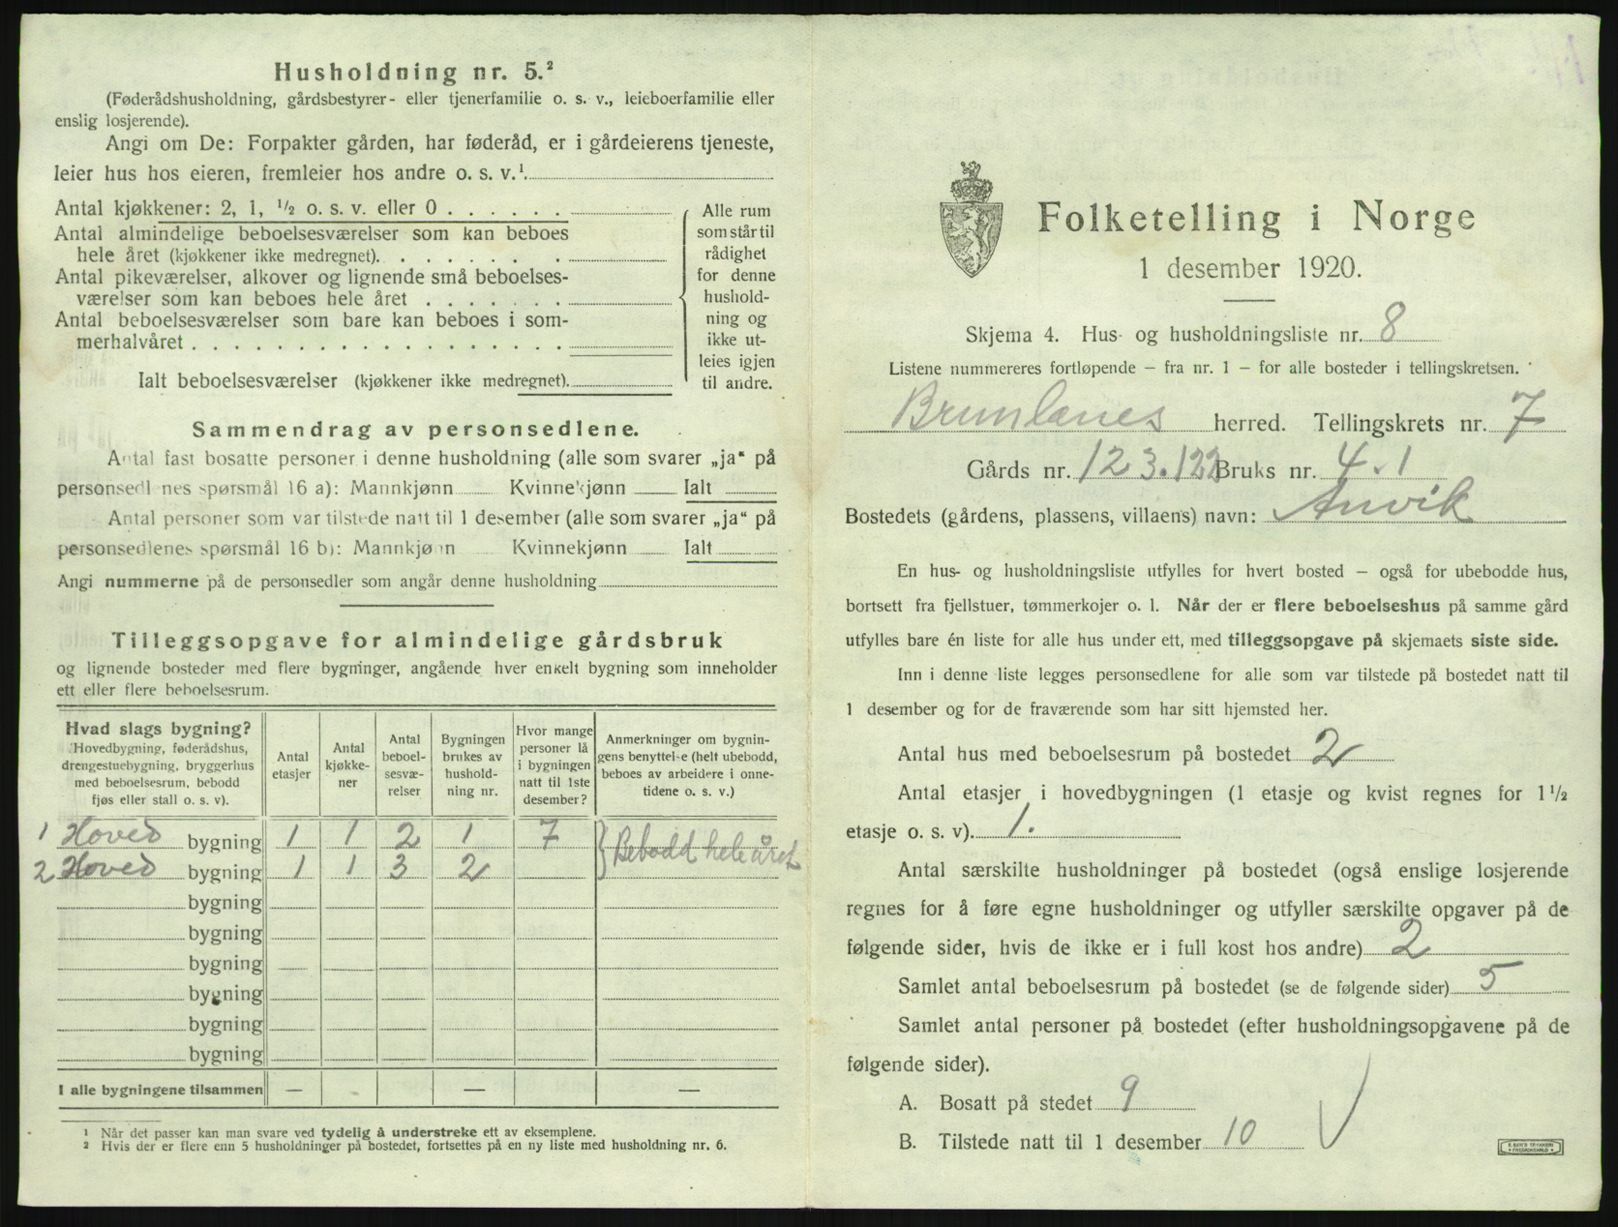 Husholdning nr. 5.²
(Føderådshusholdning, gårdsbestyrer- eller tjenerfamilie o. s. v., leieboerfamilie eller
enslig losjerende).
Angi om De: Forpakter gården, har føderåd, er i gårdeierens tjeneste,
leier hus hos eieren, fremleier hos andre o. s. v.¹
Antal kjøkkener: 2, 1, ½ o. s. v. eller 0
Antal almindelige beboelsesværelser som kan beboes
hele året (kjøkkener ikke medregnet).
Antal pikeværelser, alkover og lignende små beboelses-
værelser som kan beboes hele året
Antal beboelsesværelser som bare kan beboes i som-
merhalvåret
Ialt beboelsesværelser (kjøkkener ikke medregnet).
Alle rum
som står til
rådighet
for denne
hushold-
ning og
ikke ut-
leies igjen
til andre.
Sammendrag av personsedlene.
Antal fast bosatte personer i denne husholdning (alle som svarer „ja“ på
personsedlenes spørsmål 16 a): Mannkjønn Kvinnekjønn Ialt
Antal personer som var tilstede natt til 1 desember (alle som svarer „ja“ på
personsedlenes spørsmål 16 b): Mannkjønn Kvinnekjønn Ialt
Angi nummerne på de personsedler som angår denne husholdning
Tilleggsopgave for almindelige gårdsbruk
og lignende bosteder med flere bygninger, angående hver enkelt bygning som inneholder
ett eller flere beboelsesrum.
Hvad slags bygning?
(Hovedbygning, føderådshus,
drengestuebygning, bryggerhus
med beboelsesrum, bebodd
fjøs eller stall o. s. v).
Antal
etasjer
Antal
kjøkke-
ner
Antal
beboel-
sesvæ-
relser
Bygningen
brukes av
hushold-
ning nr.
Hvor mange
personer lå
i bygningen
natt til 1ste
desember?
Anmerkninger om bygnin-
gens benyttelse (helt ubebodd,
beboes av arbeidere i onne-
tidene o. s. v.)
1 Hoved bygning 1 1 2 1 7 Bebodd hele året
2 Hoved bygning 1 1 3 2
bygning
bygning
bygning
bygning
bygning
bygning
I alle bygningene tilsammen — - — —
¹ Når det passer kan man svare ved tydelig å understreke ett av eksemplene.
² Hvis der er flere enn 5 husholdninger på bostedet, fortsettes på en ny liste med husholdning nr. 6.
Folketelling i Norge
1 desember 1920.
Skjema 4. Hus- og husholdningsliste nr. 8
Listene nummereres fortløpende – fra nr. 1 – for alle bosteder i tellingskretsen.
Brunlanes herred. Tellingskrets nr. 7
Gårds nr. 123.122 Bruks nr. 4.1
Bostedets (gårdens, plassens, villaens) navn: Anvik
En hus- og husholdningsliste utfylles for hvert bosted – også for ubebodde hus,
bortsett fra fjellstuer, tømmerkojer o. l. Når der er flere beboelseshus på samme gård
utfylles bare én liste for alle hus under ett, med tilleggsopgave på skjemaets siste side.
Inn i denne liste legges personsedlene for alle som var tilstede på bostedet natt til
1 desember og for de fraværende som har sitt hjemsted her.
Antal hus med beboelsesrum på bostedet 2
Antal etasjer i hovedbygningen (1 etasje og kvist regnes for 1½
etasje o. s. v). 1.
Antal særskilte husholdninger på bostedet (også enslige losjerende
regnes for å føre egne husholdninger og utfyller særskilte opgaver på de
følgende sider, hvis de ikke er i full kost hos andre) 2
Samlet antal beboelsesrum på bostedet (se de følgende sider) 5
Samlet antal personer på bostedet (efter husholdningsopgavene på de
følgende sider).
A. Bosatt på stedet 9
B. Tilstede natt til 1 desember 10